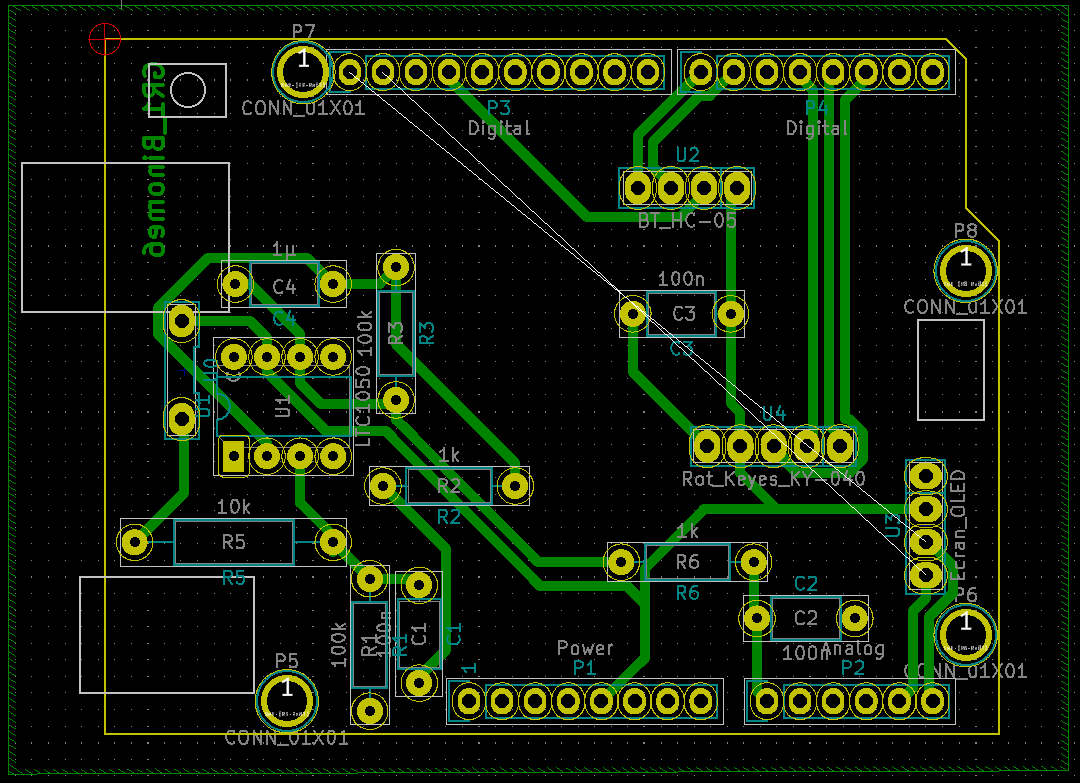 P7
1
CONN_01X01
GR1_Binome6
P3
Digital
P4
Digital
U2
BT_HC-05
P8
1
CONN_01X01
1µ
C4
C4
100k
R3
R3
100n
C3
C3
U1
U1
LTC1050
U4
Rot_Keyes_KY-040
1k
R2
R2
U3
Ecran_OLED
10k
R5
R5
1k
R6
R6
C2
C2
100n
100k
R1
R1
100n
C1
C1
P6
1
CONN_01X01
P5
1
CONN_01X01
1
Power
P1
Analog
P2